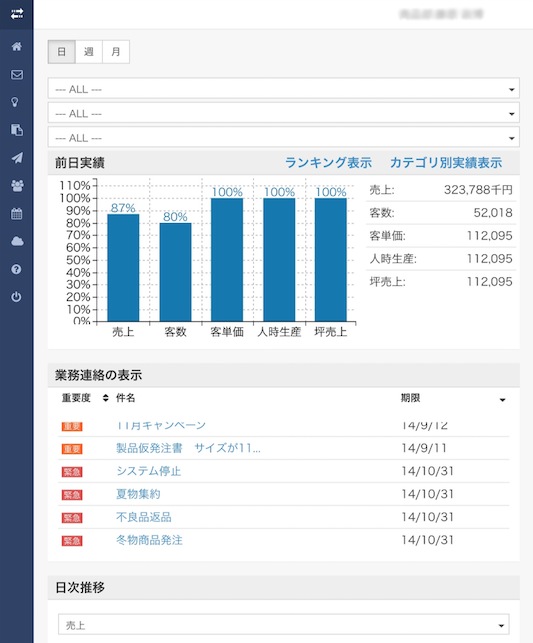 日 週 月
--- ALL ---
--- ALL ---
--- ALL ---
前日実績 ランキング表示 カテゴリ別実績表示
110%
100%
90%
80%
70%
60%
50%
40%
30%
20%
10%
0%
87% 80% 100% 100% 100%
売上 客数 客単価 人時生産 坪売上
売上: 323,788千円
客数: 52,018
客単価: 112,095
人時生産: 112,095
坪売上: 112,095
業務連絡の表示
重要度 件名 期限
重要 11月キャンペーン 14/9/12
重要 製品仮発注書 サイズが11... 14/9/11
緊急 システム停止 14/10/31
緊急 夏物集約 14/10/31
緊急 不良品返品 14/10/31
緊急 冬物商品発注 14/10/31
日次推移
売上